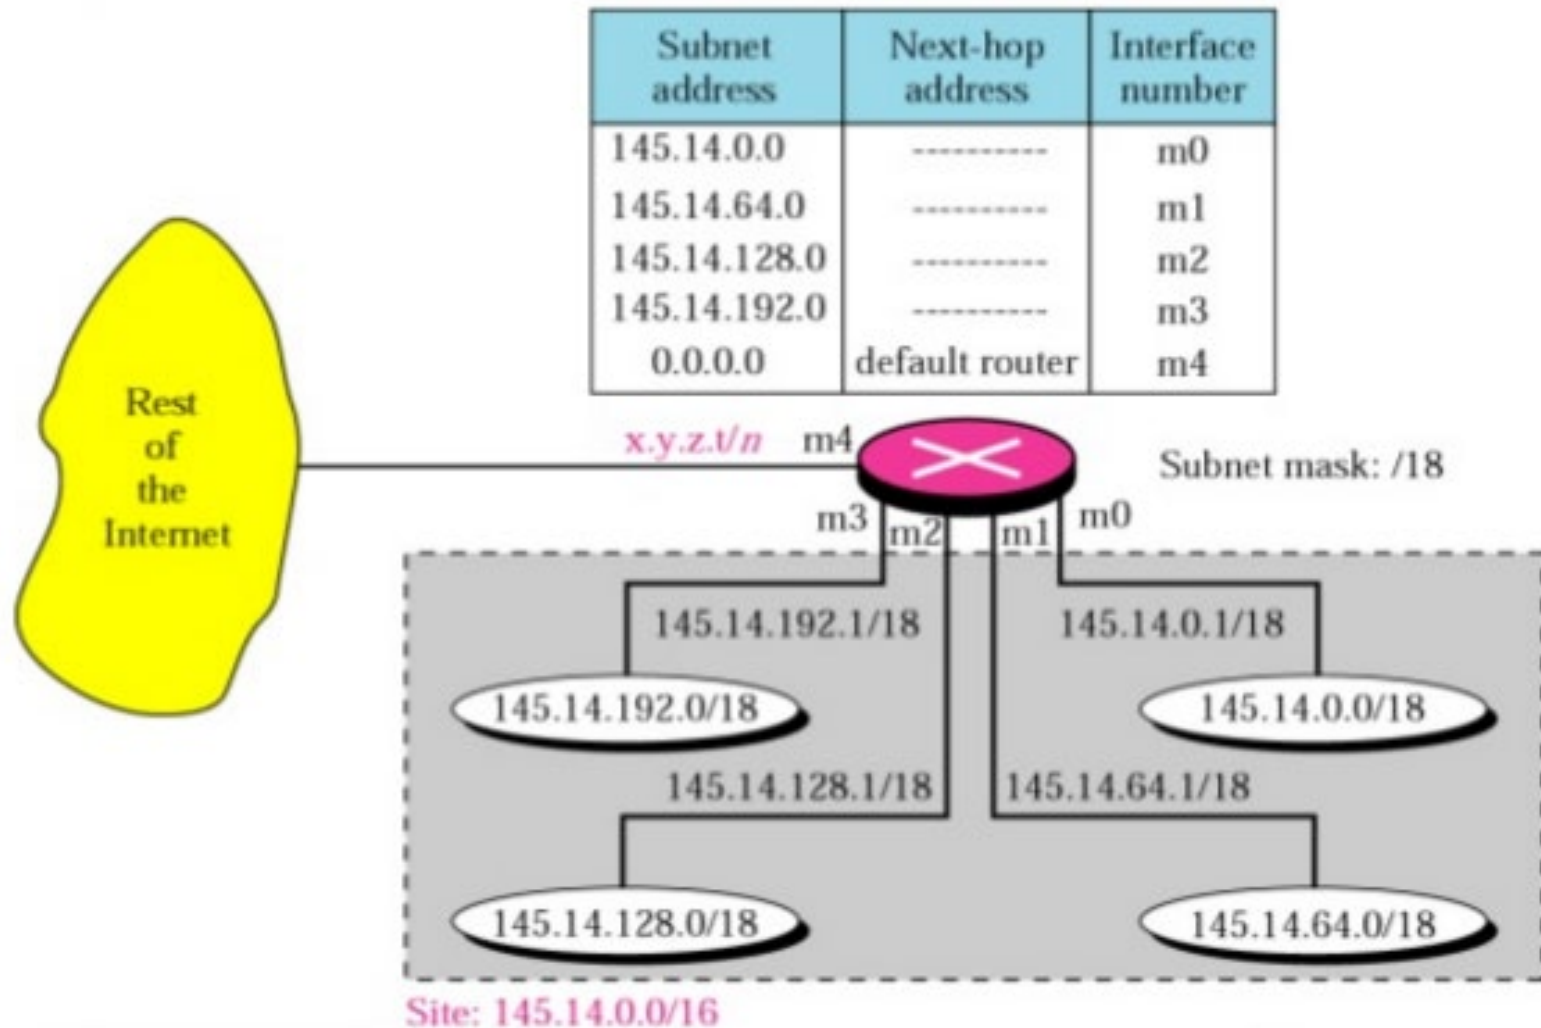 Subnet address Next-hop address Interface number
145.14.0.0 ---------- m0
145.14.64.0 ---------- m1
145.14.128.0 ---------- m2
145.14.192.0 ---------- m3
0.0.0.0 default router m4
Rest
of
the
Internet
x.y.z.t/n m4
Subnet mask: /18
m3 m2 m1 m0
145.14.192.1/18 145.14.0.1/18
145.14.192.0/18 145.14.0.0/18
145.14.128.1/18 145.14.64.1/18
145.14.128.0/18 145.14.64.0/18
Site: 145.14.0.0/16